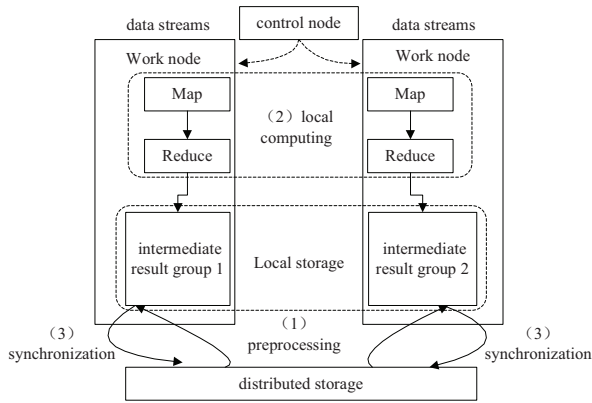 data streams
control node
data streams
Work node
Work node
Map
Map
（2）local
computing
Reduce
Reduce
intermediate
result group 1
Local storage
intermediate
result group 2
（1）
preprocessing
（3）
synchronization
（3）
synchronization
distributed storage